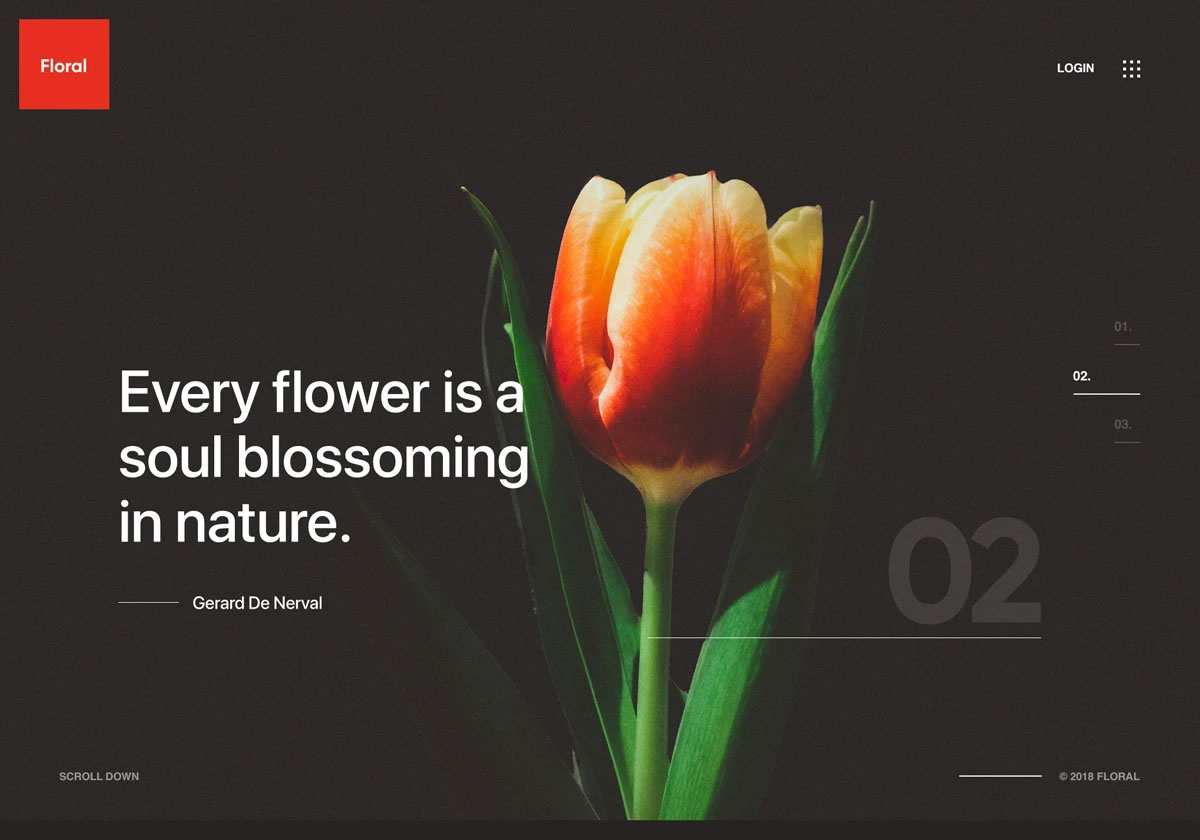 Floral
LOGIN
01.
02.
03.
Every flower is a
soul blossoming
in nature.
Gerard De Nerval
02
SCROLL DOWN
© 2018 FLORAL